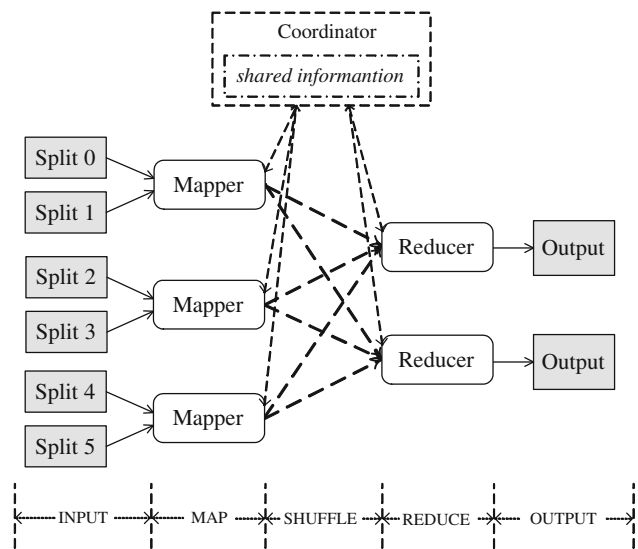 Coordinator
shared informantion
Split 0
Split 1
Mapper
Split 2
Split 3
Mapper
Split 4
Split 5
Mapper
Reducer
Output
Reducer
Output
INPUT
MAP
SHUFFLE
REDUCE
OUTPUT